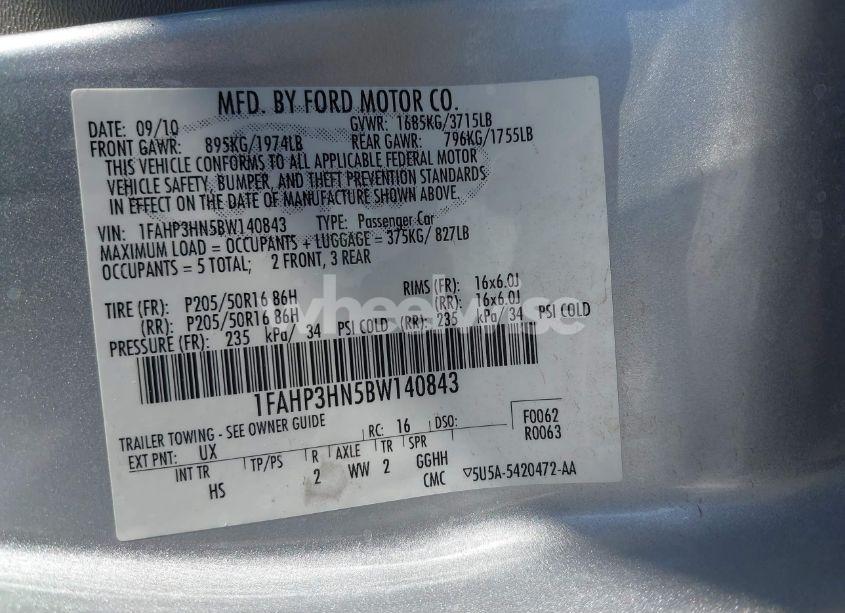 MFD. BY FORD MOTOR CO.
DATE: 09/10 GVWR: 1685KG/3715LB
FRONT GAWR: 895KG/1974LB REAR GAWR: 796KG/1755LB
THIS VEHICLE CONFORMS TO ALL APPLICABLE FEDERAL MOTOR
VEHICLE SAFETY, BUMPER, AND THEFT PREVENTION STANDARDS
IN EFFECT ON THE DATE OF MANUFACTURE SHOWN ABOVE.
VIN: 1FAHP3HN5BW140843 TYPE: Passenger Car
MAXIMUM LOAD = OCCUPANTS + LUGGAGE = 375KG/ 827LB
OCCUPANTS = 5 TOTAL; 2 FRONT, 3 REAR
TIRE (FR): P205/50R16 86H RIMS (FR): 16x6.0J
(RR): P205/50R16 86H (RR): 16x6.0J
wheelwise
PRESSURE (FR): 235 kPa/ 34 PSI COLD (RR): 235 kPa/ 34 PSI COLD
1FAHP3HN5BW140843
TRAILER TOWING - SEE OWNER GUIDE RC: 16 DSO: F0062
R0063
EXT PNT: UX
INT TR TP/PS R AXLE TR SPR
HS 2 WW 2 GGHH
CMC 5U5A-5420472-AA